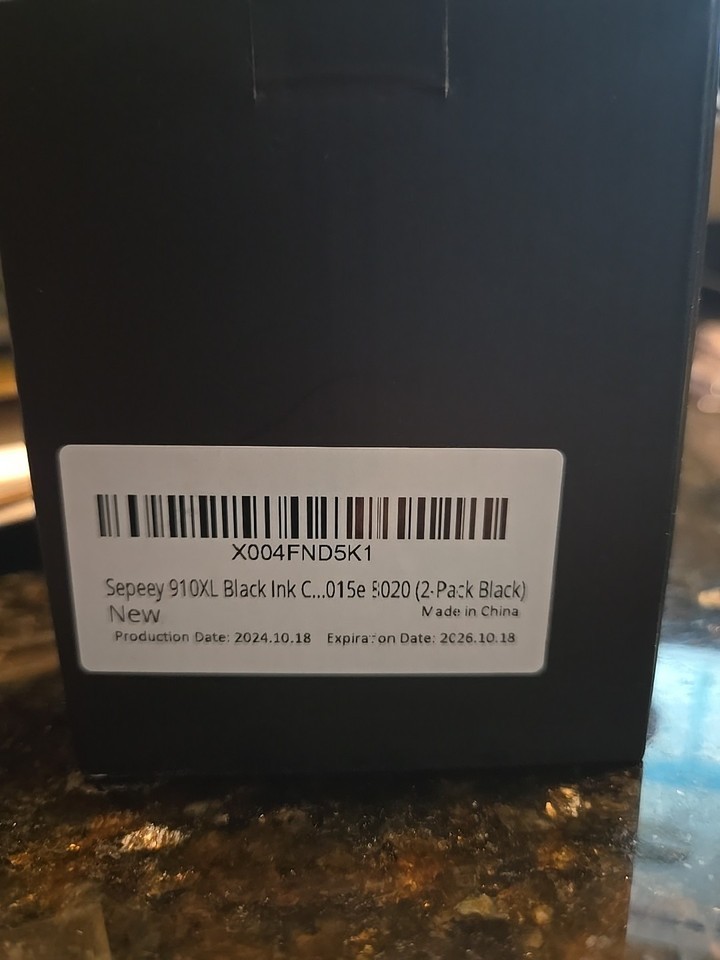 X004FND5K1
Sepeey 910XL Black Ink C...015e 8020 (2-Pack Black)
New
Made in China
Production Date: 2024.10.18 Expiration Date: 2026.10.18